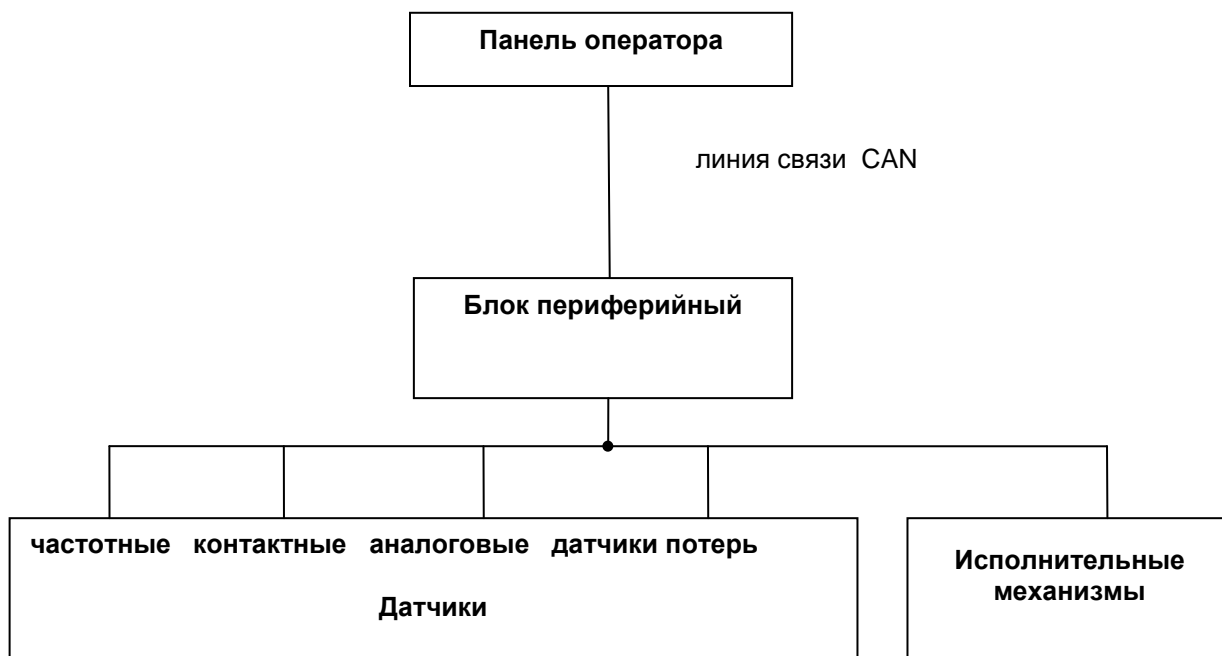 Панель оператора
линия связи CAN
Блок периферийный
частотные контактные аналоговые датчики потерь
Датчики
Исполнительные
механизмы